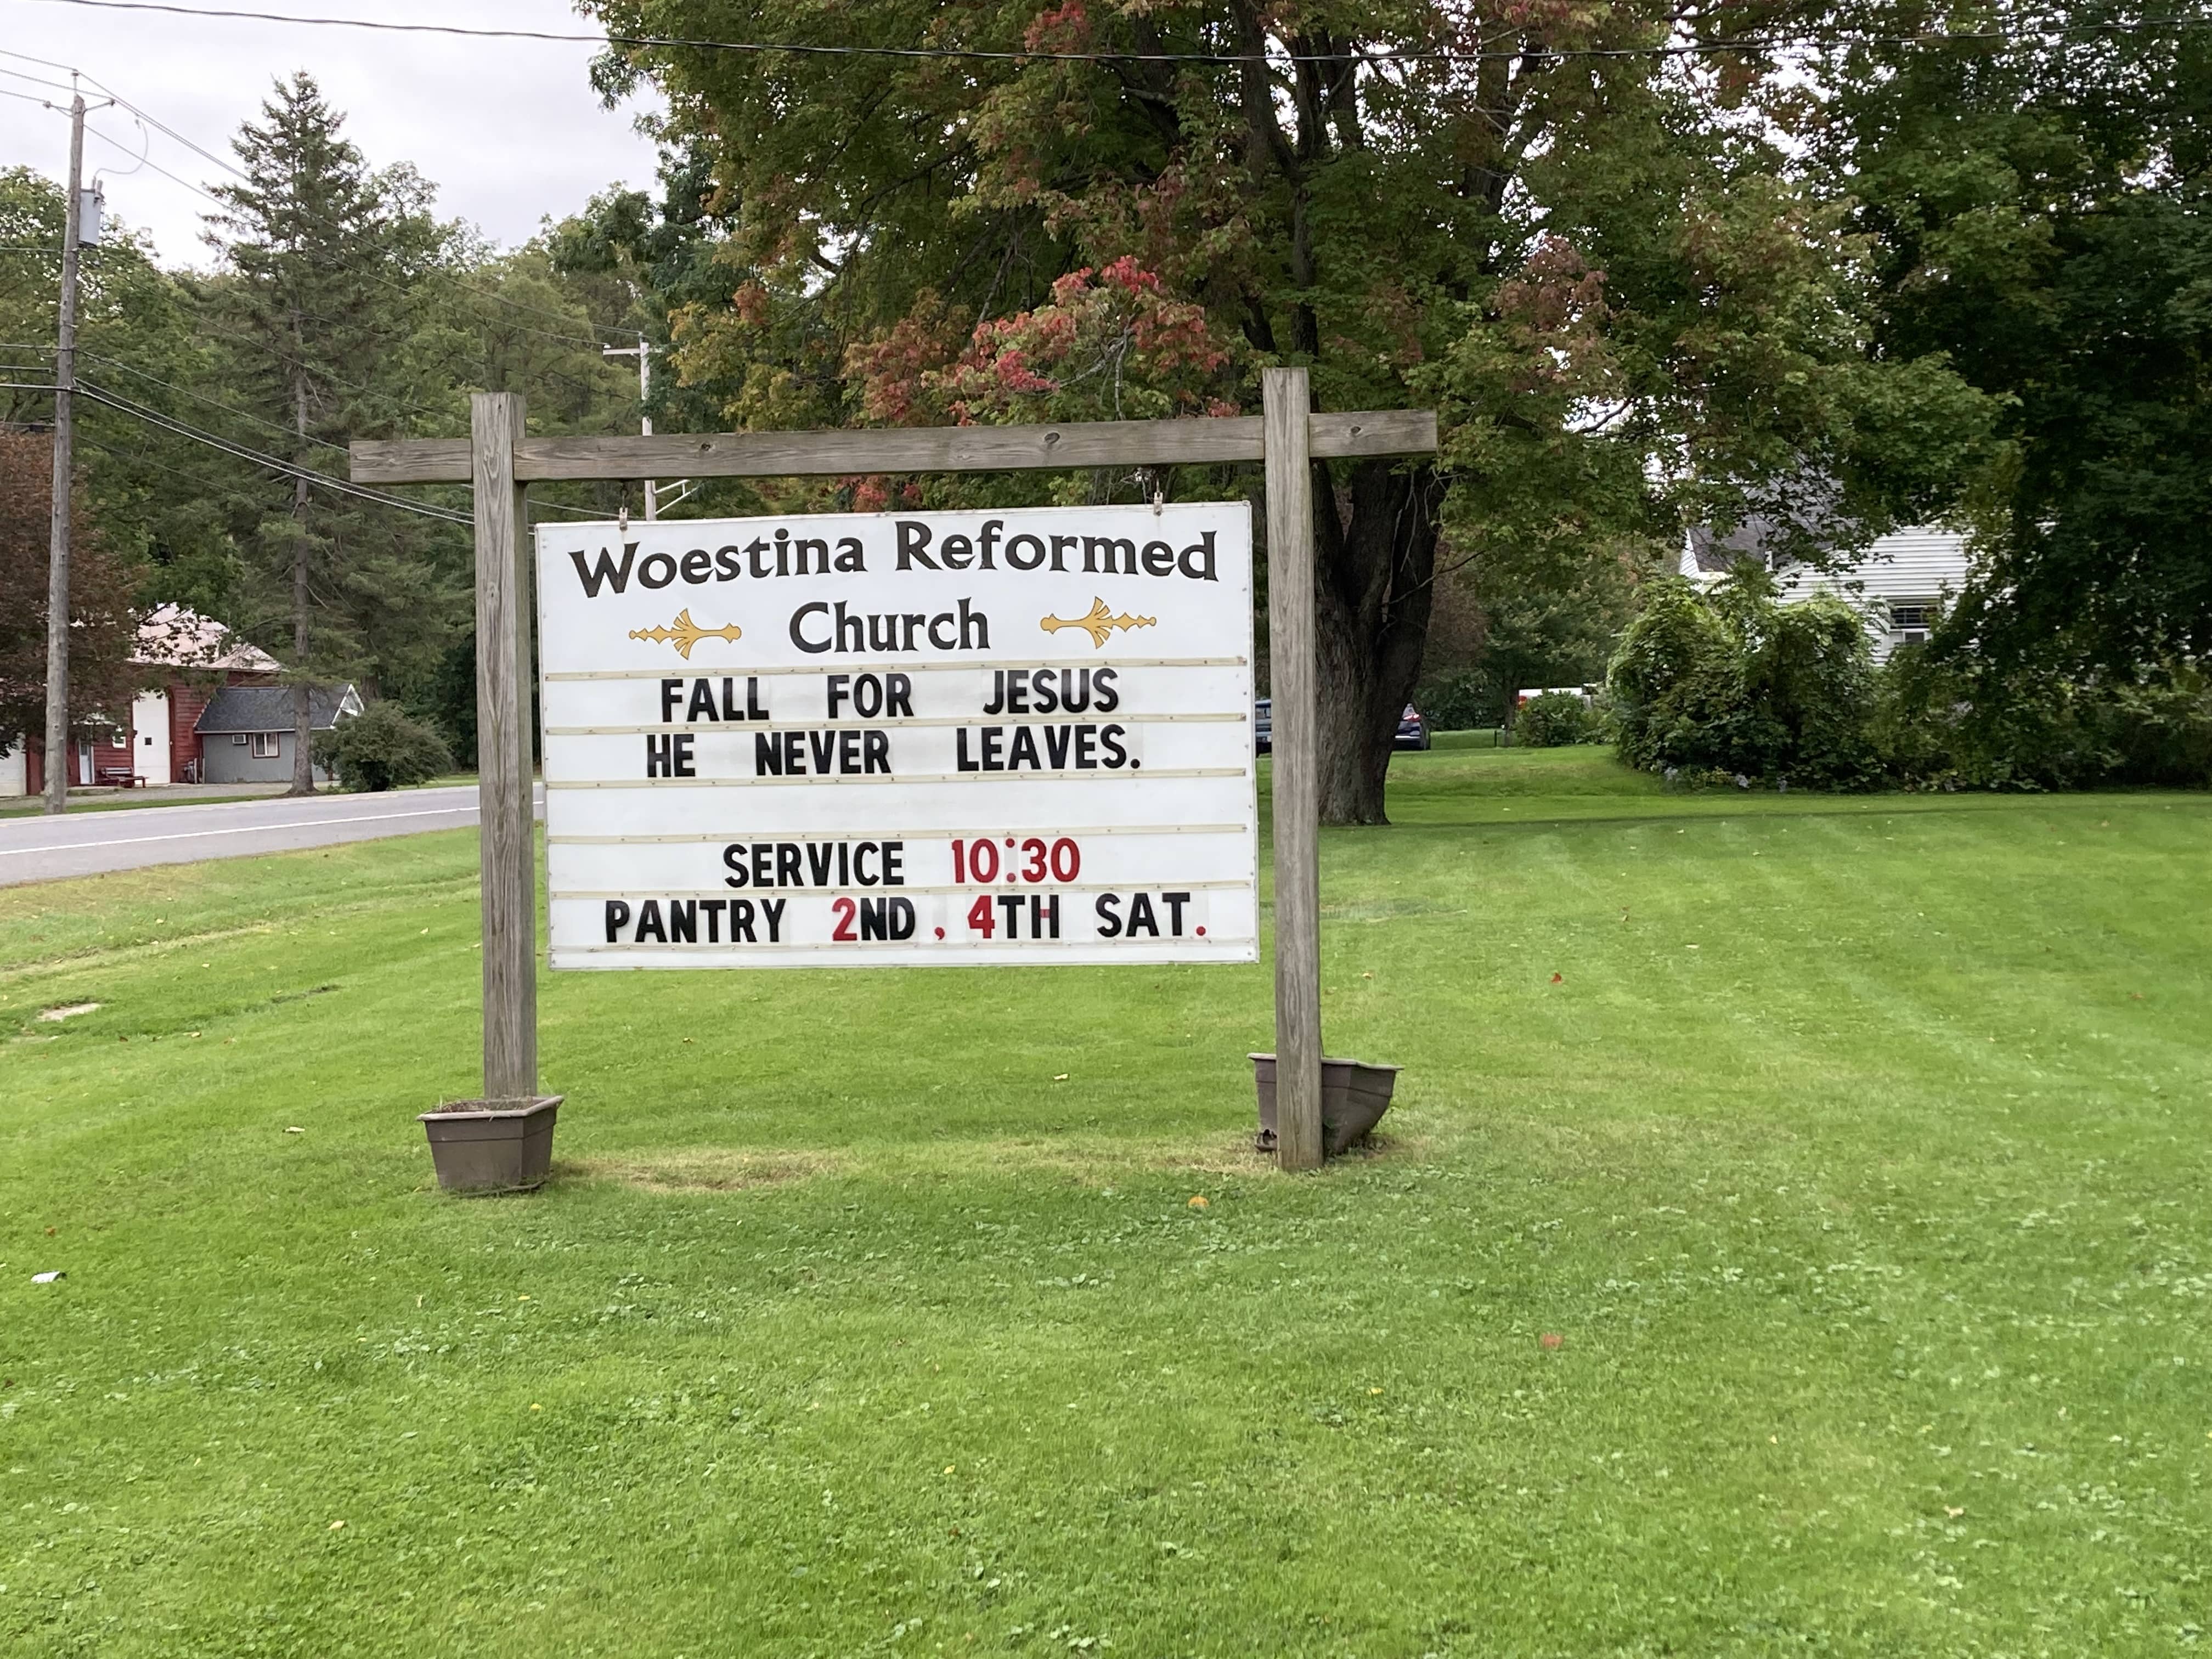 Woestina Reformed
Church
FALL FOR JESUS
HE NEVER LEAVES.
SERVICE 10:30
PANTRY 2ND, 4TH SAT.